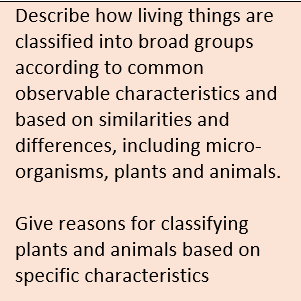 Describe how living things are
classified into broad groups
according to common
observable characteristics and
based on similarities and
differences, including micro-
organisms, plants and animals.
Give reasons for classifying
plants and animals based on
specific characteristics